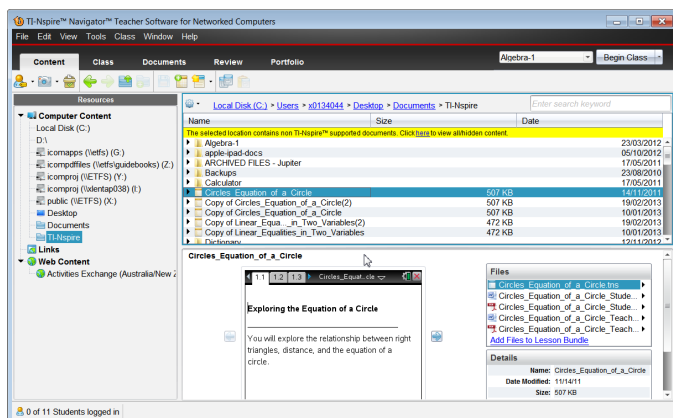 TI-Nspire™ Navigator™ Teacher Software for Networked Computers
File Edit View Tools Class Window Help
Content Class Documents Review Portfolio
Algebra-1 Begin Class
Resources
Computer Content
Local Disk (C:)
D:\
icomapps (\\etfs) (G:)
icompdffiles (\\etfs\guidebooks) (Z:)
icomproj (\\ETFS) (Y:)
icomproj (\\lentap038) (I:)
public (\\ETFS) (X:)
Desktop
Documents
TI-Nspire
Links
Web Content
Activities Exchange (Australia/New Z
Local Disk (C:) > Users > x0134044 > Desktop > Documents > TI-Nspire
Enter search keyword
Name Size Date
The selected location contains non TI-Nspire™ supported documents. Click here to view all/hidden content.
Algebra-1 23/03/2012
apple-ipad-docs 05/10/2012
ARCHIVED FILES - Jupiter 17/05/2011
Backups 23/08/2010
Calculator 17/05/2011
Circles_Equation_of_a_Circle 507 KB 14/11/2011
Copy of Circles_Equation_of_a_Circle(2) 507 KB 19/02/2013
Copy of Circles_Equation_of_a_Circle 507 KB 10/01/2013
Copy of Linear_Equa..._in_Two_Variables(2) 472 KB 19/02/2013
Copy of Linear_Equalities_in_Two_Variables 472 KB 10/01/2013
Dictionary 12/11/2012
Circles_Equation_of_a_Circle
1.1 1.2 1.3 Circles_Equat..cle
Exploring the Equation of a Circle
You will explore the relationship between right
triangles, distance, and the equation of a
circle.
Files
Circles_Equation_of_a_Circle.tns
Circles_Equation_of_a_Circle_Stude...
Circles_Equation_of_a_Circle_Stude...
Circles_Equation_of_a_Circle_Teach...
Circles_Equation_of_a_Circle_Teach...
Add Files to Lesson Bundle
Details
Name: Circles_Equation_of_a_Circle
Date Modified: 11/14/11
Size: 507 KB
0 of 11 Students logged in